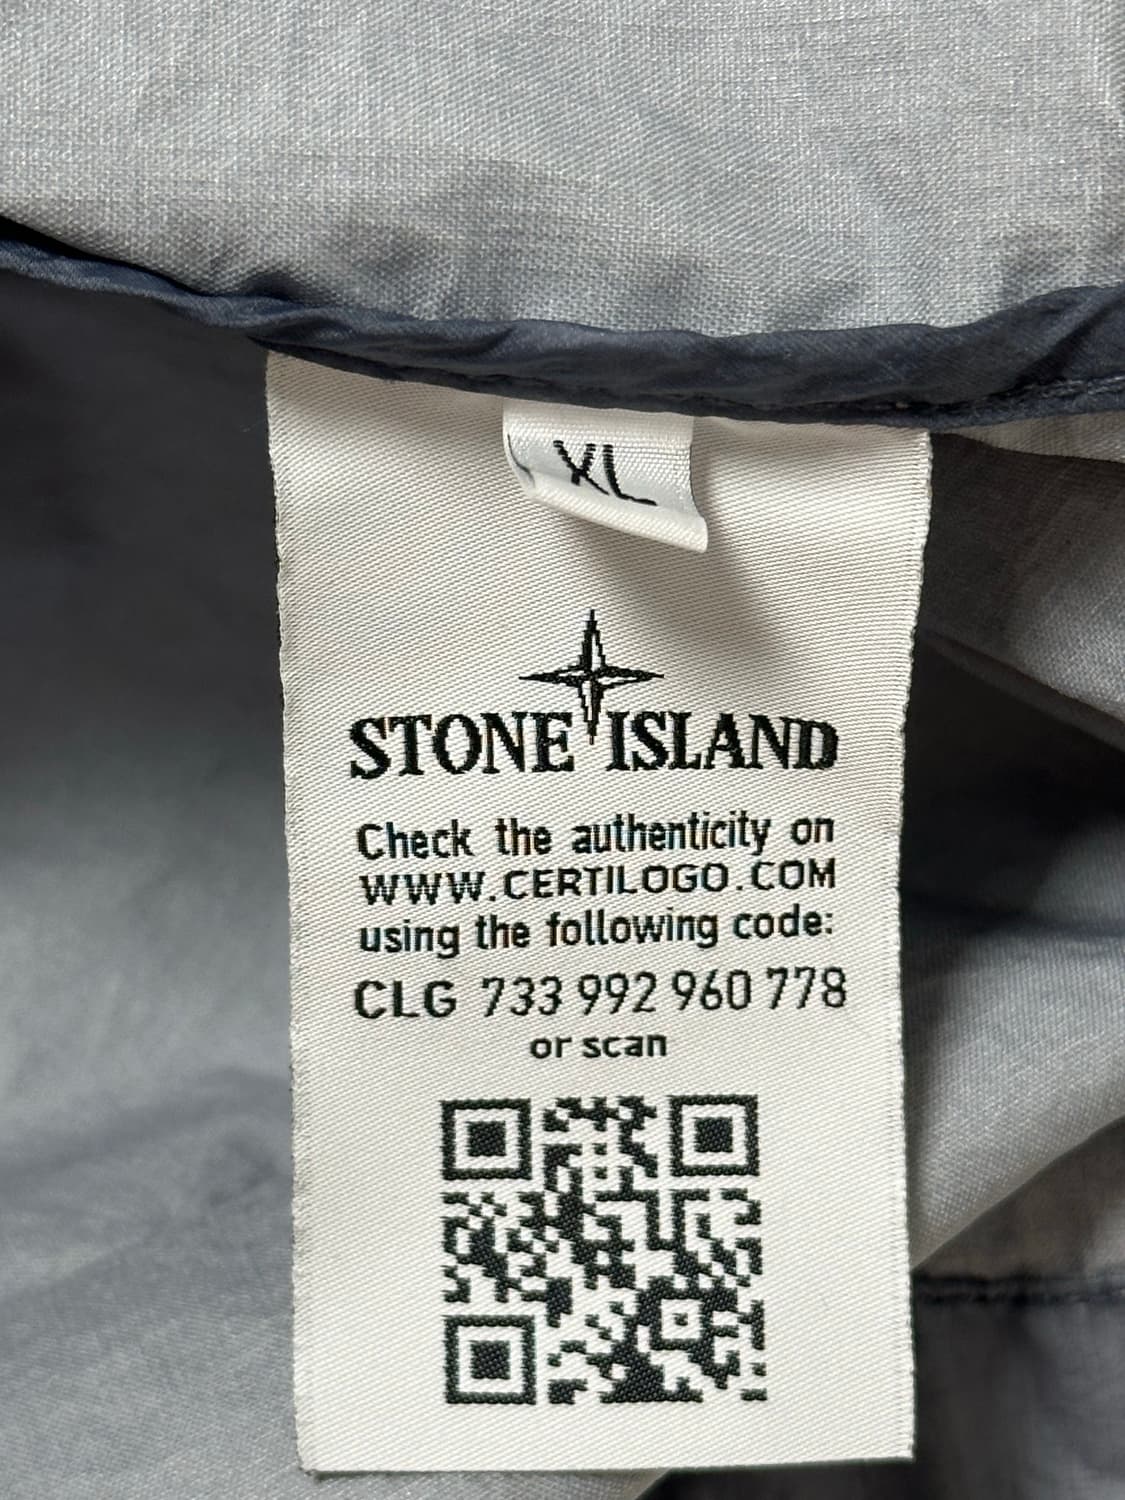 XL
STONE ISLAND
Check the authenticity on
WWW.CERTILOGO.COM
using the following code:
CLG 733 992 960 778
or scan